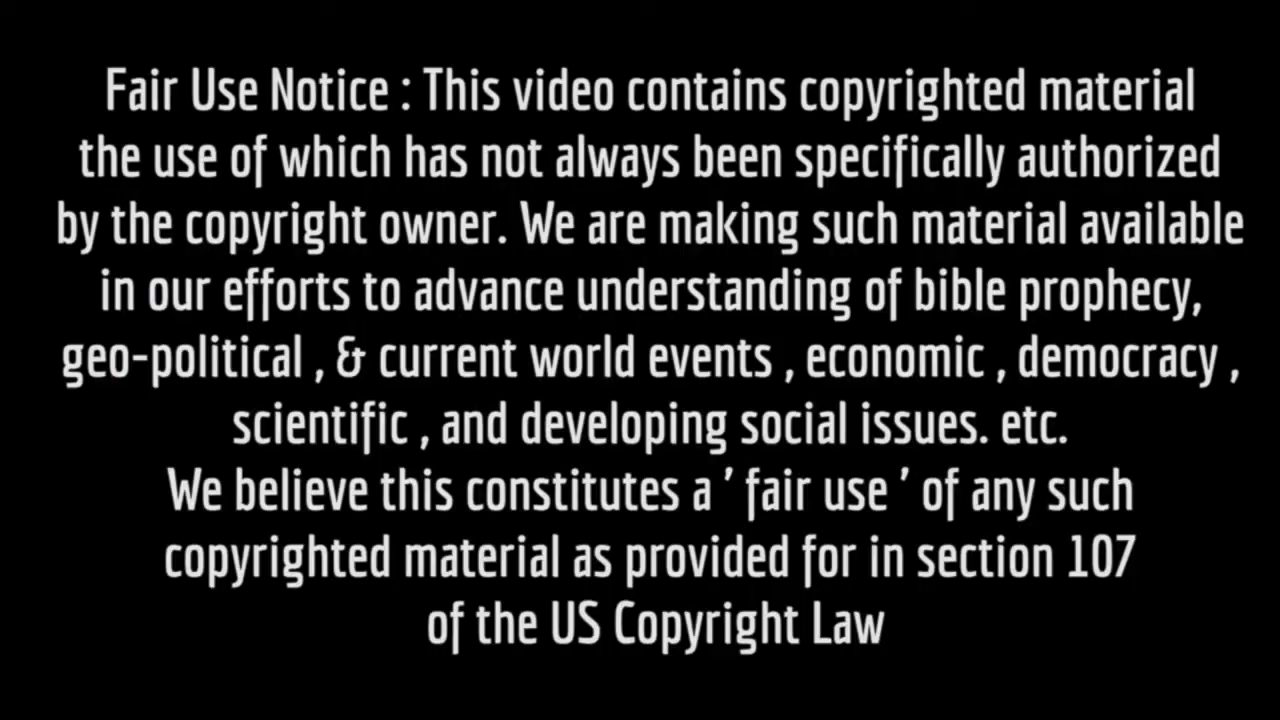 Fair Use Notice : This video contains copyrighted material
the use of which has not always been specifically authorized
by the copyright owner. We are making such material available
in our efforts to advance understanding of bible prophecy,
geo-political , & current world events , economic , democracy ,
scientific , and developing social issues. etc.
We believe this constitutes a ' fair use ' of any such
copyrighted material as provided for in section 107
of the US Copyright Law